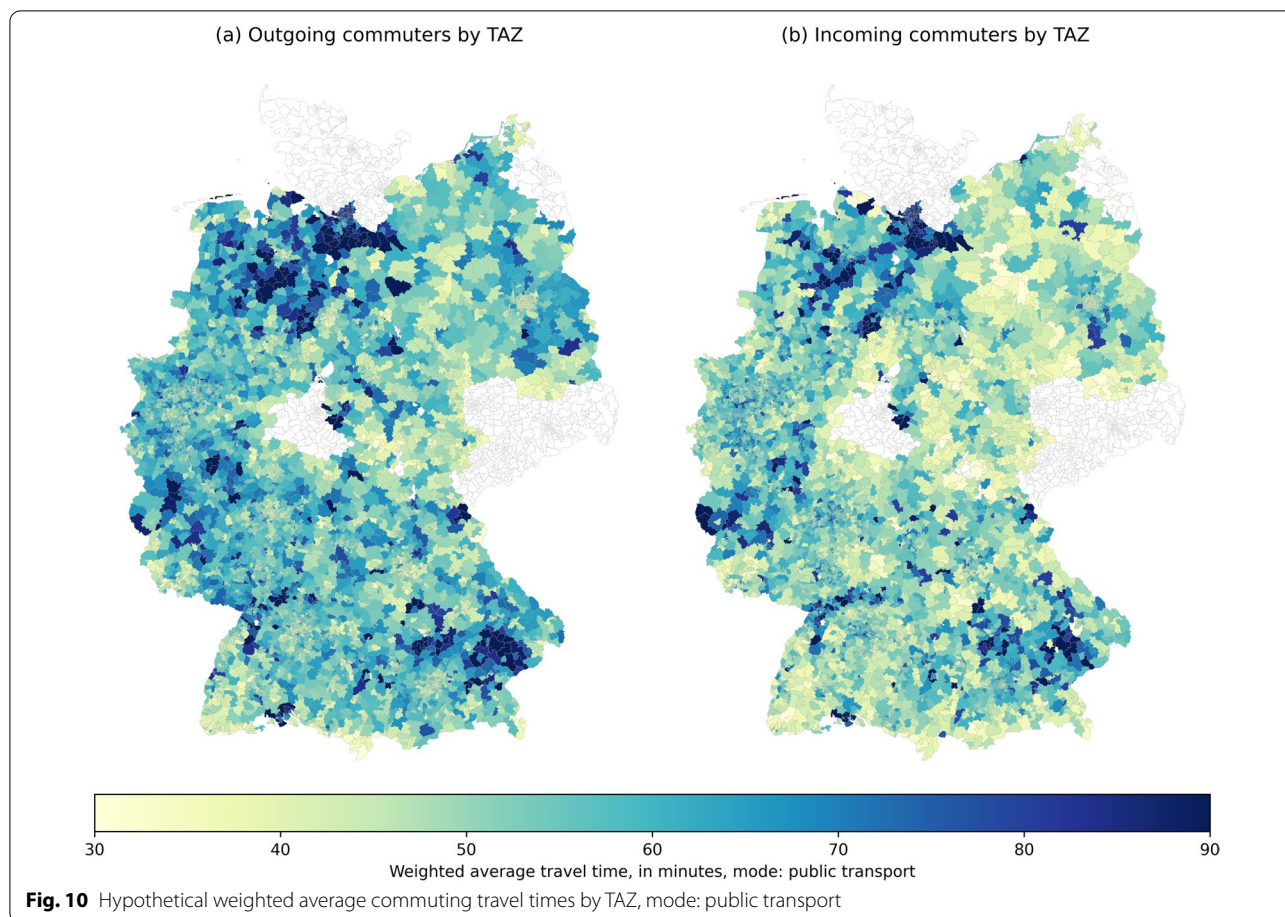 (a) Outgoing commuters by TAZ
(b) Incoming commuters by TAZ
30 40 50 60 70 80 90
Weighted average travel time, in minutes, mode: public transport
Fig. 10 Hypothetical weighted average commuting travel times by TAZ, mode: public transport